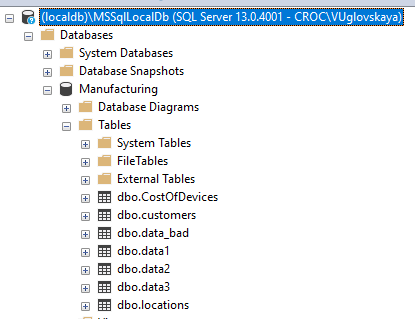 (localdb)\MSSqlLocalDb (SQL Server 13.0.4001 - CROC\VUglovskaya)
Databases
System Databases
Database Snapshots
Manufacturing
Database Diagrams
Tables
System Tables
FileTables
External Tables
dbo.CostOfDevices
dbo.customers
dbo.data_bad
dbo.data1
dbo.data2
dbo.data3
dbo.locations